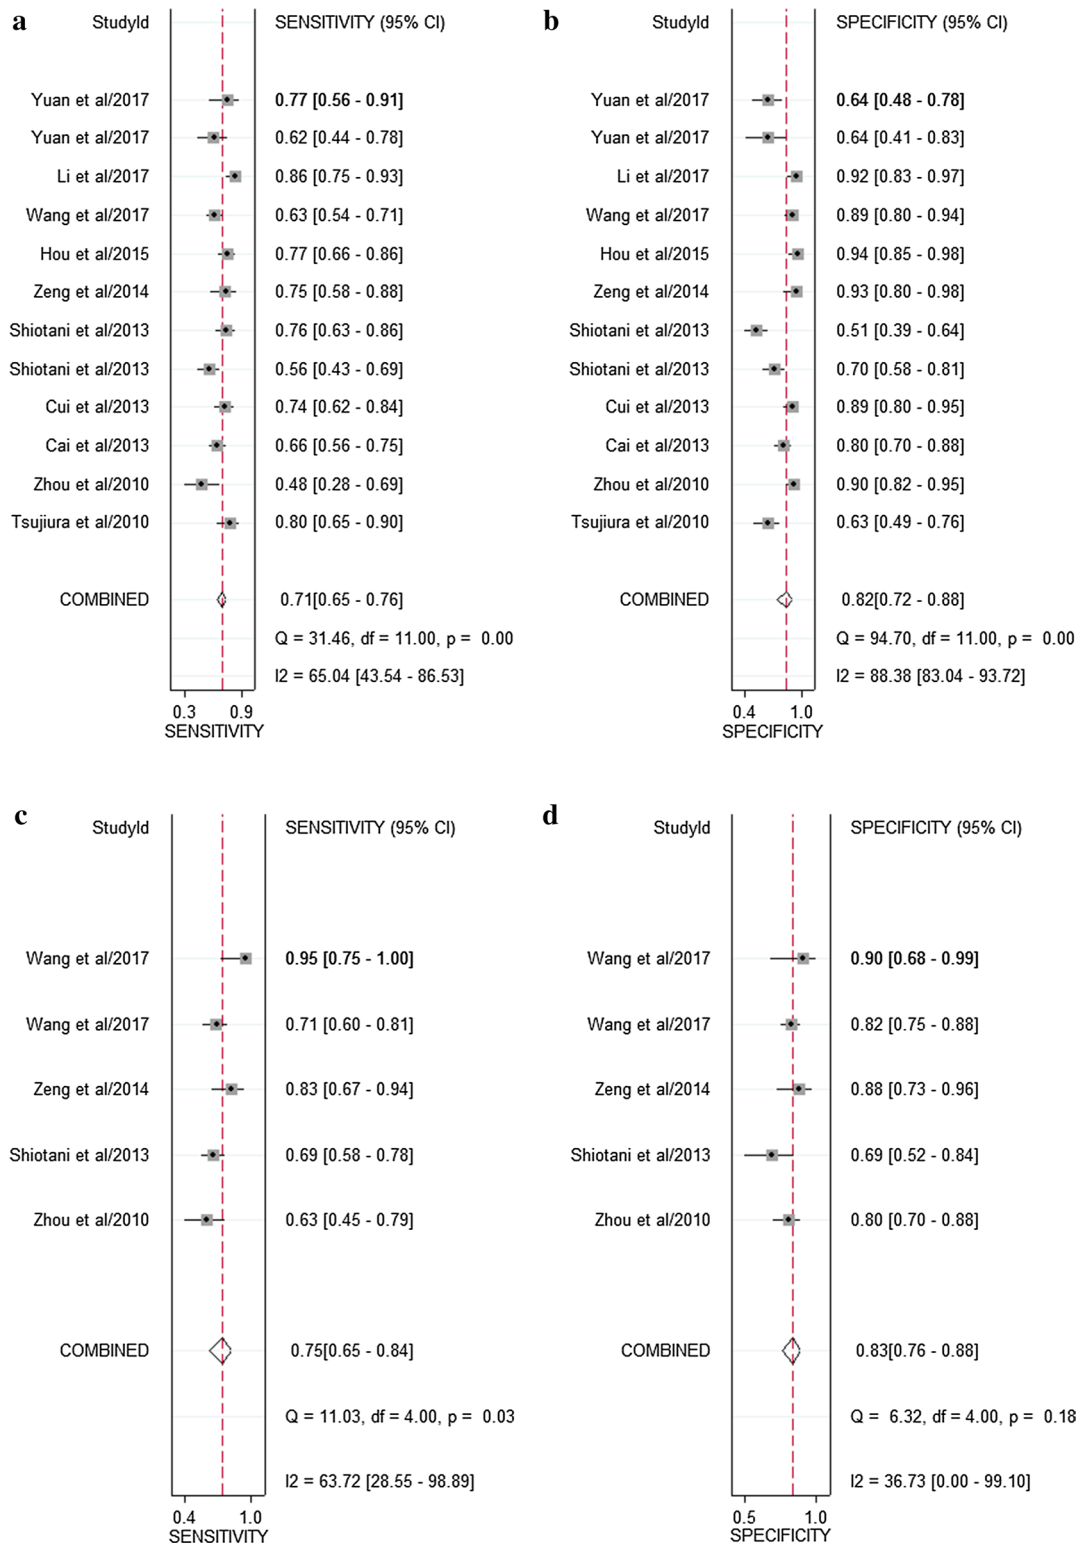 a
StudyId SENSITIVITY (95% CI)
Yuan et al/2017 0.77 [0.56 - 0.91]
Yuan et al/2017 0.62 [0.44 - 0.78]
Li et al/2017 0.86 [0.75 - 0.93]
Wang et al/2017 0.63 [0.54 - 0.71]
Hou et al/2015 0.77 [0.66 - 0.86]
Zeng et al/2014 0.75 [0.58 - 0.88]
Shiotani et al/2013 0.76 [0.63 - 0.86]
Shiotani et al/2013 0.56 [0.43 - 0.69]
Cui et al/2013 0.74 [0.62 - 0.84]
Cai et al/2013 0.66 [0.56 - 0.75]
Zhou et al/2010 0.48 [0.28 - 0.69]
Tsujiura et al/2010 0.80 [0.65 - 0.90]
COMBINED 0.71[0.65 - 0.76]
Q = 31.46, df = 11.00, p = 0.00
I2 = 65.04 [43.54 - 86.53]
0.3 0.9
SENSITIVITY
b
StudyId SPECIFICITY (95% CI)
Yuan et al/2017 0.64 [0.48 - 0.78]
Yuan et al/2017 0.64 [0.41 - 0.83]
Li et al/2017 0.92 [0.83 - 0.97]
Wang et al/2017 0.89 [0.80 - 0.94]
Hou et al/2015 0.94 [0.85 - 0.98]
Zeng et al/2014 0.93 [0.80 - 0.98]
Shiotani et al/2013 0.51 [0.39 - 0.64]
Shiotani et al/2013 0.70 [0.58 - 0.81]
Cui et al/2013 0.89 [0.80 - 0.95]
Cai et al/2013 0.80 [0.70 - 0.88]
Zhou et al/2010 0.90 [0.82 - 0.95]
Tsujiura et al/2010 0.63 [0.49 - 0.76]
COMBINED 0.82[0.72 - 0.88]
Q = 94.70, df = 11.00, p = 0.00
I2 = 88.38 [83.04 - 93.72]
0.4 1.0
SPECIFICITY
c
StudyId SENSITIVITY (95% CI)
Wang et al/2017 0.95 [0.75 - 1.00]
Wang et al/2017 0.71 [0.60 - 0.81]
Zeng et al/2014 0.83 [0.67 - 0.94]
Shiotani et al/2013 0.69 [0.58 - 0.78]
Zhou et al/2010 0.63 [0.45 - 0.79]
COMBINED 0.75[0.65 - 0.84]
Q = 11.03, df = 4.00, p = 0.03
I2 = 63.72 [28.55 - 98.89]
0.4 1.0
SENSITIVITY
d
StudyId SPECIFICITY (95% CI)
Wang et al/2017 0.90 [0.68 - 0.99]
Wang et al/2017 0.82 [0.75 - 0.88]
Zeng et al/2014 0.88 [0.73 - 0.96]
Shiotani et al/2013 0.69 [0.52 - 0.84]
Zhou et al/2010 0.80 [0.70 - 0.88]
COMBINED 0.83[0.76 - 0.88]
Q = 6.32, df = 4.00, p = 0.18
I2 = 36.73 [0.00 - 99.10]
0.5 1.0
SPECIFICITY